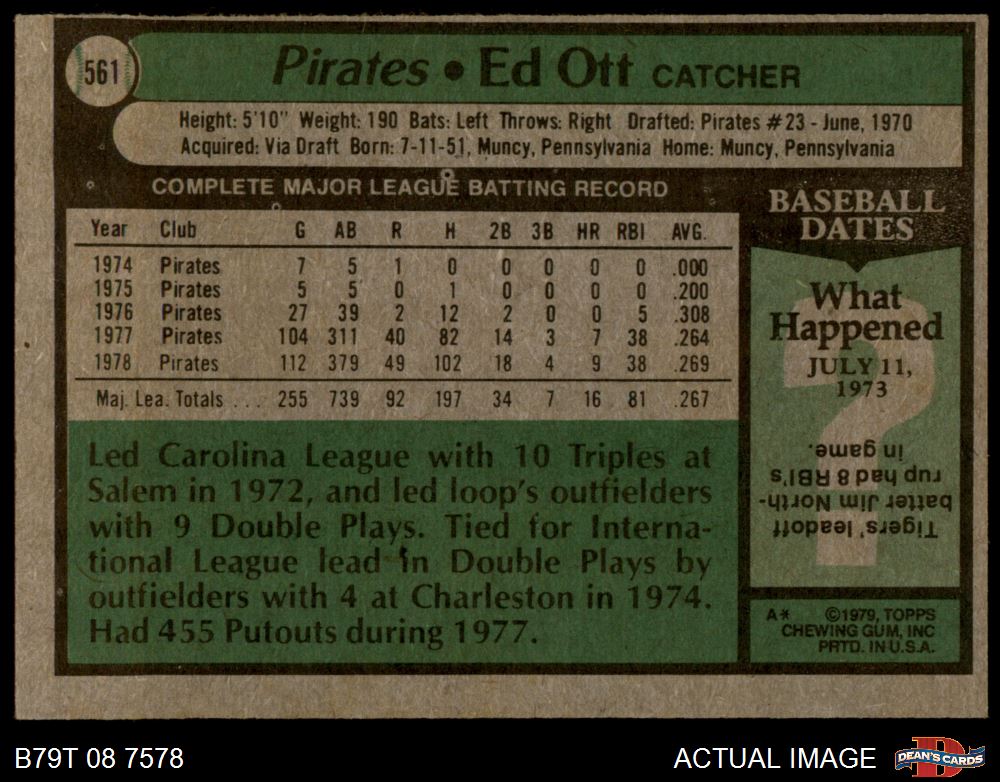 561
Pirates • Ed Ott CATCHER
Height: 5'10" Weight: 190 Bats: Left Throws: Right Drafted: Pirates #23 - June, 1970
Acquired: Via Draft Born: 7-11-51, Muncy, Pennsylvania Home: Muncy, Pennsylvania
COMPLETE MAJOR LEAGUE BATTING RECORD
Year Club G AB R H 2B 3B HR RBI AVG.
1974 Pirates 7 5 1 0 0 0 0 0 .000
1975 Pirates 5 5 0 1 0 0 0 0 .200
1976 Pirates 27 39 2 12 2 0 0 5 .308
1977 Pirates 104 311 40 82 14 3 7 38 .264
1978 Pirates 112 379 49 102 18 4 9 38 .269
Maj. Lea. Totals . . . 255 739 92 197 34 7 16 81 .267
Led Carolina League with 10 Triples at
Salem in 1972, and led loop's outfielders
with 9 Double Plays. Tied for Interna-
tional League lead in Double Plays by
outfielders with 4 at Charleston in 1974.
Had 455 Putouts during 1977.
BASEBALL
DATES
What
Happened
JULY 11,
1973
?
Tigers' leadoff
batter Jim North-
rup had 8 RBI's
in game.
A* ©1979, TOPPS
CHEWING GUM, INC
PRTD. IN U.S.A.
B79T 08 7578
ACTUAL IMAGE
D
DEAN'S CARDS